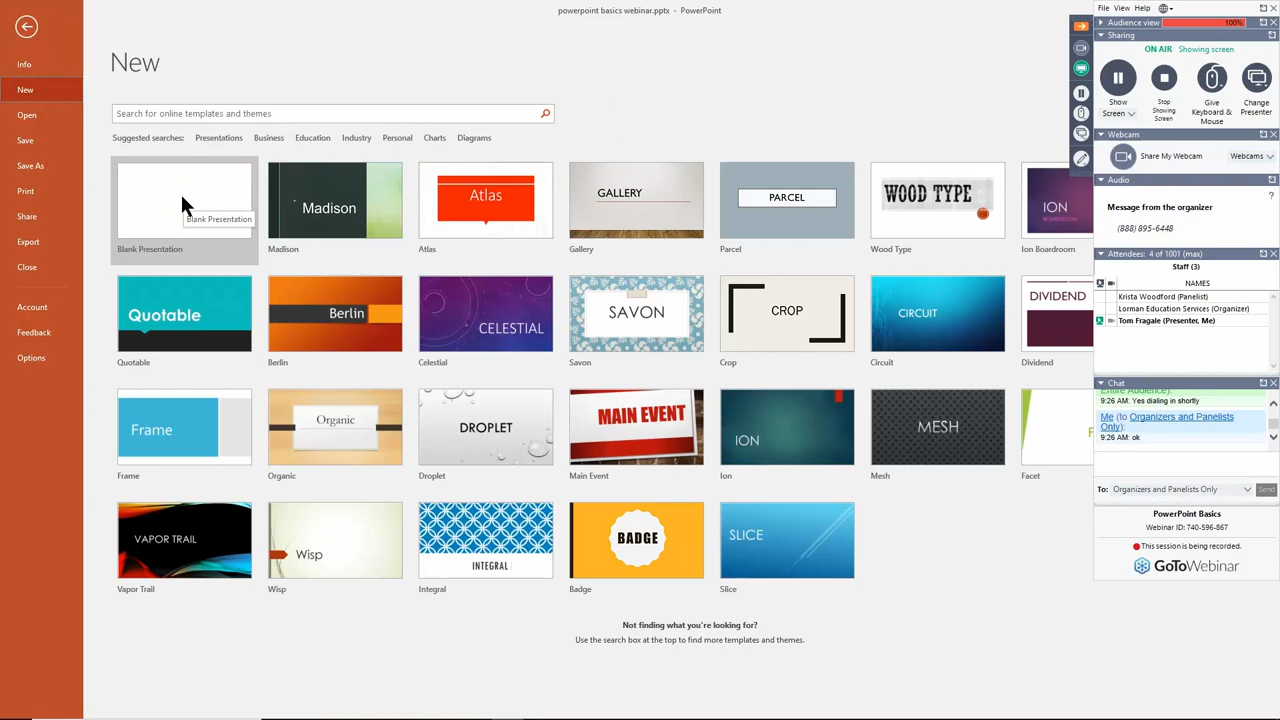 powerpoint basics webinar.pptx - PowerPoint
Info
New
Open
Save
Save As
Print
Share
Export
Close
Account
Feedback
Options
New
Search for online templates and themes
Suggested searches: Presentations Business Education Industry Personal Charts Diagrams
Blank Presentation
Blank Presentation
Madison
Madison
Atlas
Atlas
GALLERY
Gallery
PARCEL
Parcel
WOOD TYPE
Wood Type
ION
BOARDROOM
Ion Boardroom
Quotable
Quotable
Berlin
Berlin
CELESTIAL
Celestial
SAVON
Savon
CROP
Crop
CIRCUIT
Circuit
DIVIDEND
Dividend
Frame
Frame
Organic
Organic
DROPLET
Droplet
MAIN EVENT
Main Event
ION
Ion
MESH
Mesh
F
Facet
VAPOR TRAIL
Vapor Trail
Wisp
Wisp
INTEGRAL
Integral
BADGE
Badge
SLICE
Slice
Not finding what you're looking for?
Use the search box at the top to find more templates and themes.
File View Help
Audience view 100%
Sharing
ON AIR Showing screen
Show
Screen
Stop
Showing
Screen
Give
Keyboard &
Mouse
Change
Presenter
Webcam
Share My Webcam Webcams
Audio
?
Message from the organizer
(888) 895-6448
Attendees: 4 of 1001 (max)
Staff (3)
NAMES
Krista Woodford (Panelist)
Lorman Education Services (Organizer)
Tom Fragale (Presenter, Me)
Chat
Entire Audience):
9:26 AM: Yes dialing in shortly
Me (to Organizers and Panelists
Only):
9:26 AM: ok
To: Organizers and Panelists Only Send
PowerPoint Basics
Webinar ID: 740-596-867
This session is being recorded.
GoToWebinar